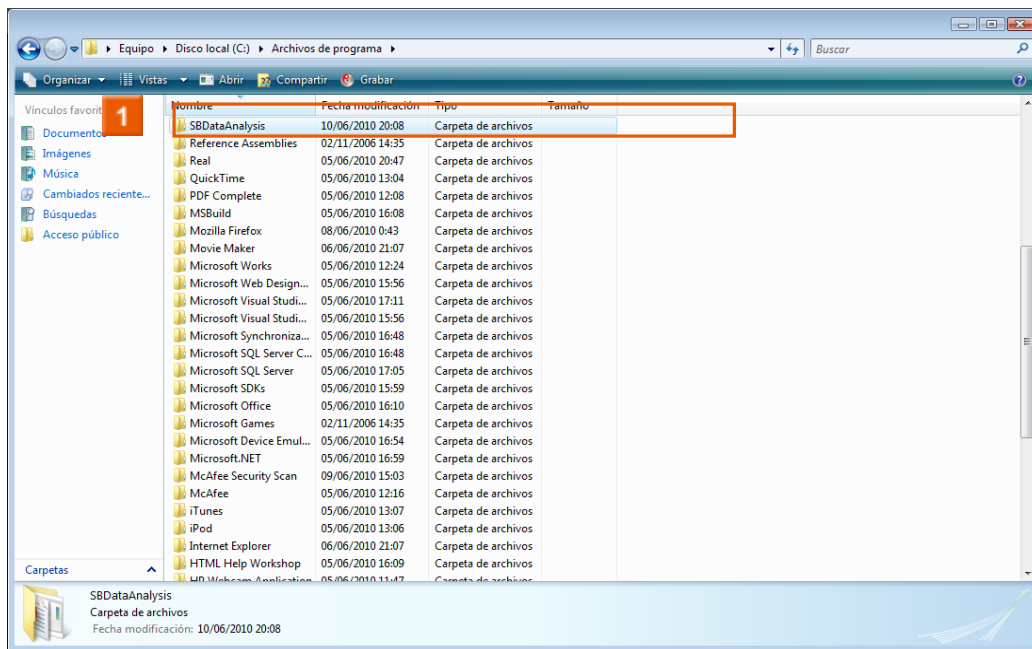 Equipo Disco local (C:) Archivos de programa Buscar
Organizar Vistas Abrir Compartir Grabar
Vínculos favorit
1
Documentos
Imágenes
Música
Cambiados reciente...
Búsquedas
Acceso público
Carpetas
Nombre Fecha modificación Tipo Tamaño
SBDataAnalysis 10/06/2010 20:08 Carpeta de archivos
Reference Assemblies 02/11/2006 14:35 Carpeta de archivos
Real 05/06/2010 20:47 Carpeta de archivos
QuickTime 05/06/2010 13:04 Carpeta de archivos
PDF Complete 05/06/2010 12:08 Carpeta de archivos
MSBuild 05/06/2010 16:08 Carpeta de archivos
Mozilla Firefox 08/06/2010 0:43 Carpeta de archivos
Movie Maker 06/06/2010 21:07 Carpeta de archivos
Microsoft Works 05/06/2010 12:24 Carpeta de archivos
Microsoft Web Design... 05/06/2010 15:56 Carpeta de archivos
Microsoft Visual Studi... 05/06/2010 17:11 Carpeta de archivos
Microsoft Visual Studi... 05/06/2010 15:56 Carpeta de archivos
Microsoft Synchroniza... 05/06/2010 16:48 Carpeta de archivos
Microsoft SQL Server C... 05/06/2010 16:48 Carpeta de archivos
Microsoft SQL Server 05/06/2010 17:05 Carpeta de archivos
Microsoft SDKs 05/06/2010 15:59 Carpeta de archivos
Microsoft Office 05/06/2010 16:10 Carpeta de archivos
Microsoft Games 02/11/2006 14:35 Carpeta de archivos
Microsoft Device Emul... 05/06/2010 16:54 Carpeta de archivos
Microsoft.NET 05/06/2010 16:59 Carpeta de archivos
McAfee Security Scan 09/06/2010 15:03 Carpeta de archivos
McAfee 05/06/2010 12:16 Carpeta de archivos
iTunes 05/06/2010 13:07 Carpeta de archivos
iPod 05/06/2010 13:06 Carpeta de archivos
Internet Explorer 06/06/2010 21:07 Carpeta de archivos
HTML Help Workshop 05/06/2010 16:09 Carpeta de archivos
HP Webcam Application 05/06/2010 11:47 Carpeta de archivos
SBDataAnalysis
Carpeta de archivos
Fecha modificación: 10/06/2010 20:08